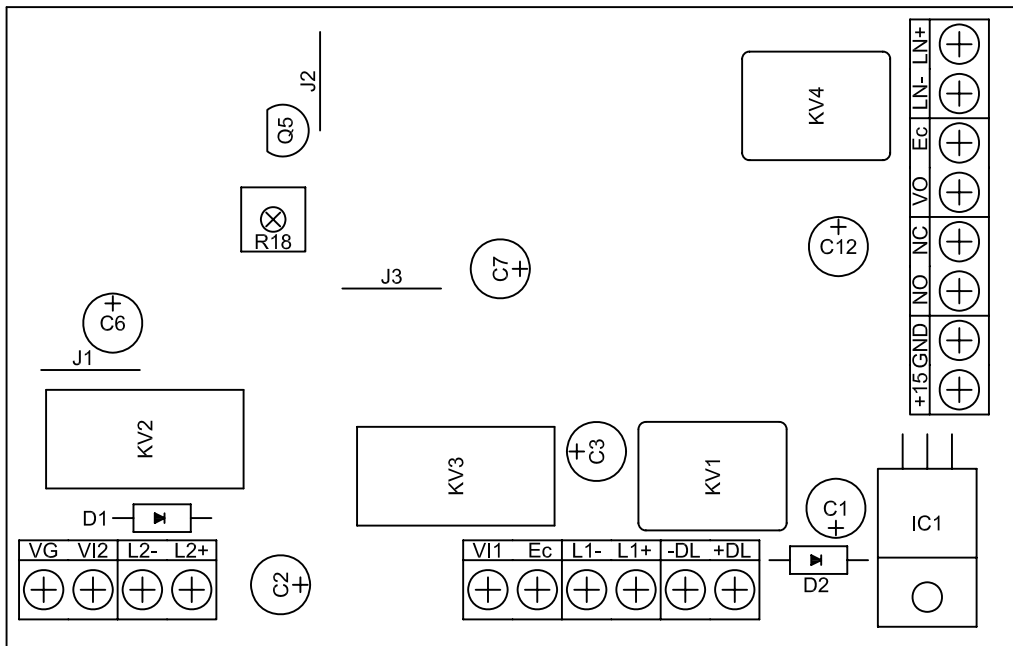 J2
Q5
KV4
LN+
LN-
Ec
VO
NC
NO
GND
+15
R18
C12
J3
C7
C6
J1
KV2
KV3
C3
KV1
C1
IC1
D1
VG VI2 L2- L2+
C2
VI1 Ec L1- L1+ -DL +DL
D2